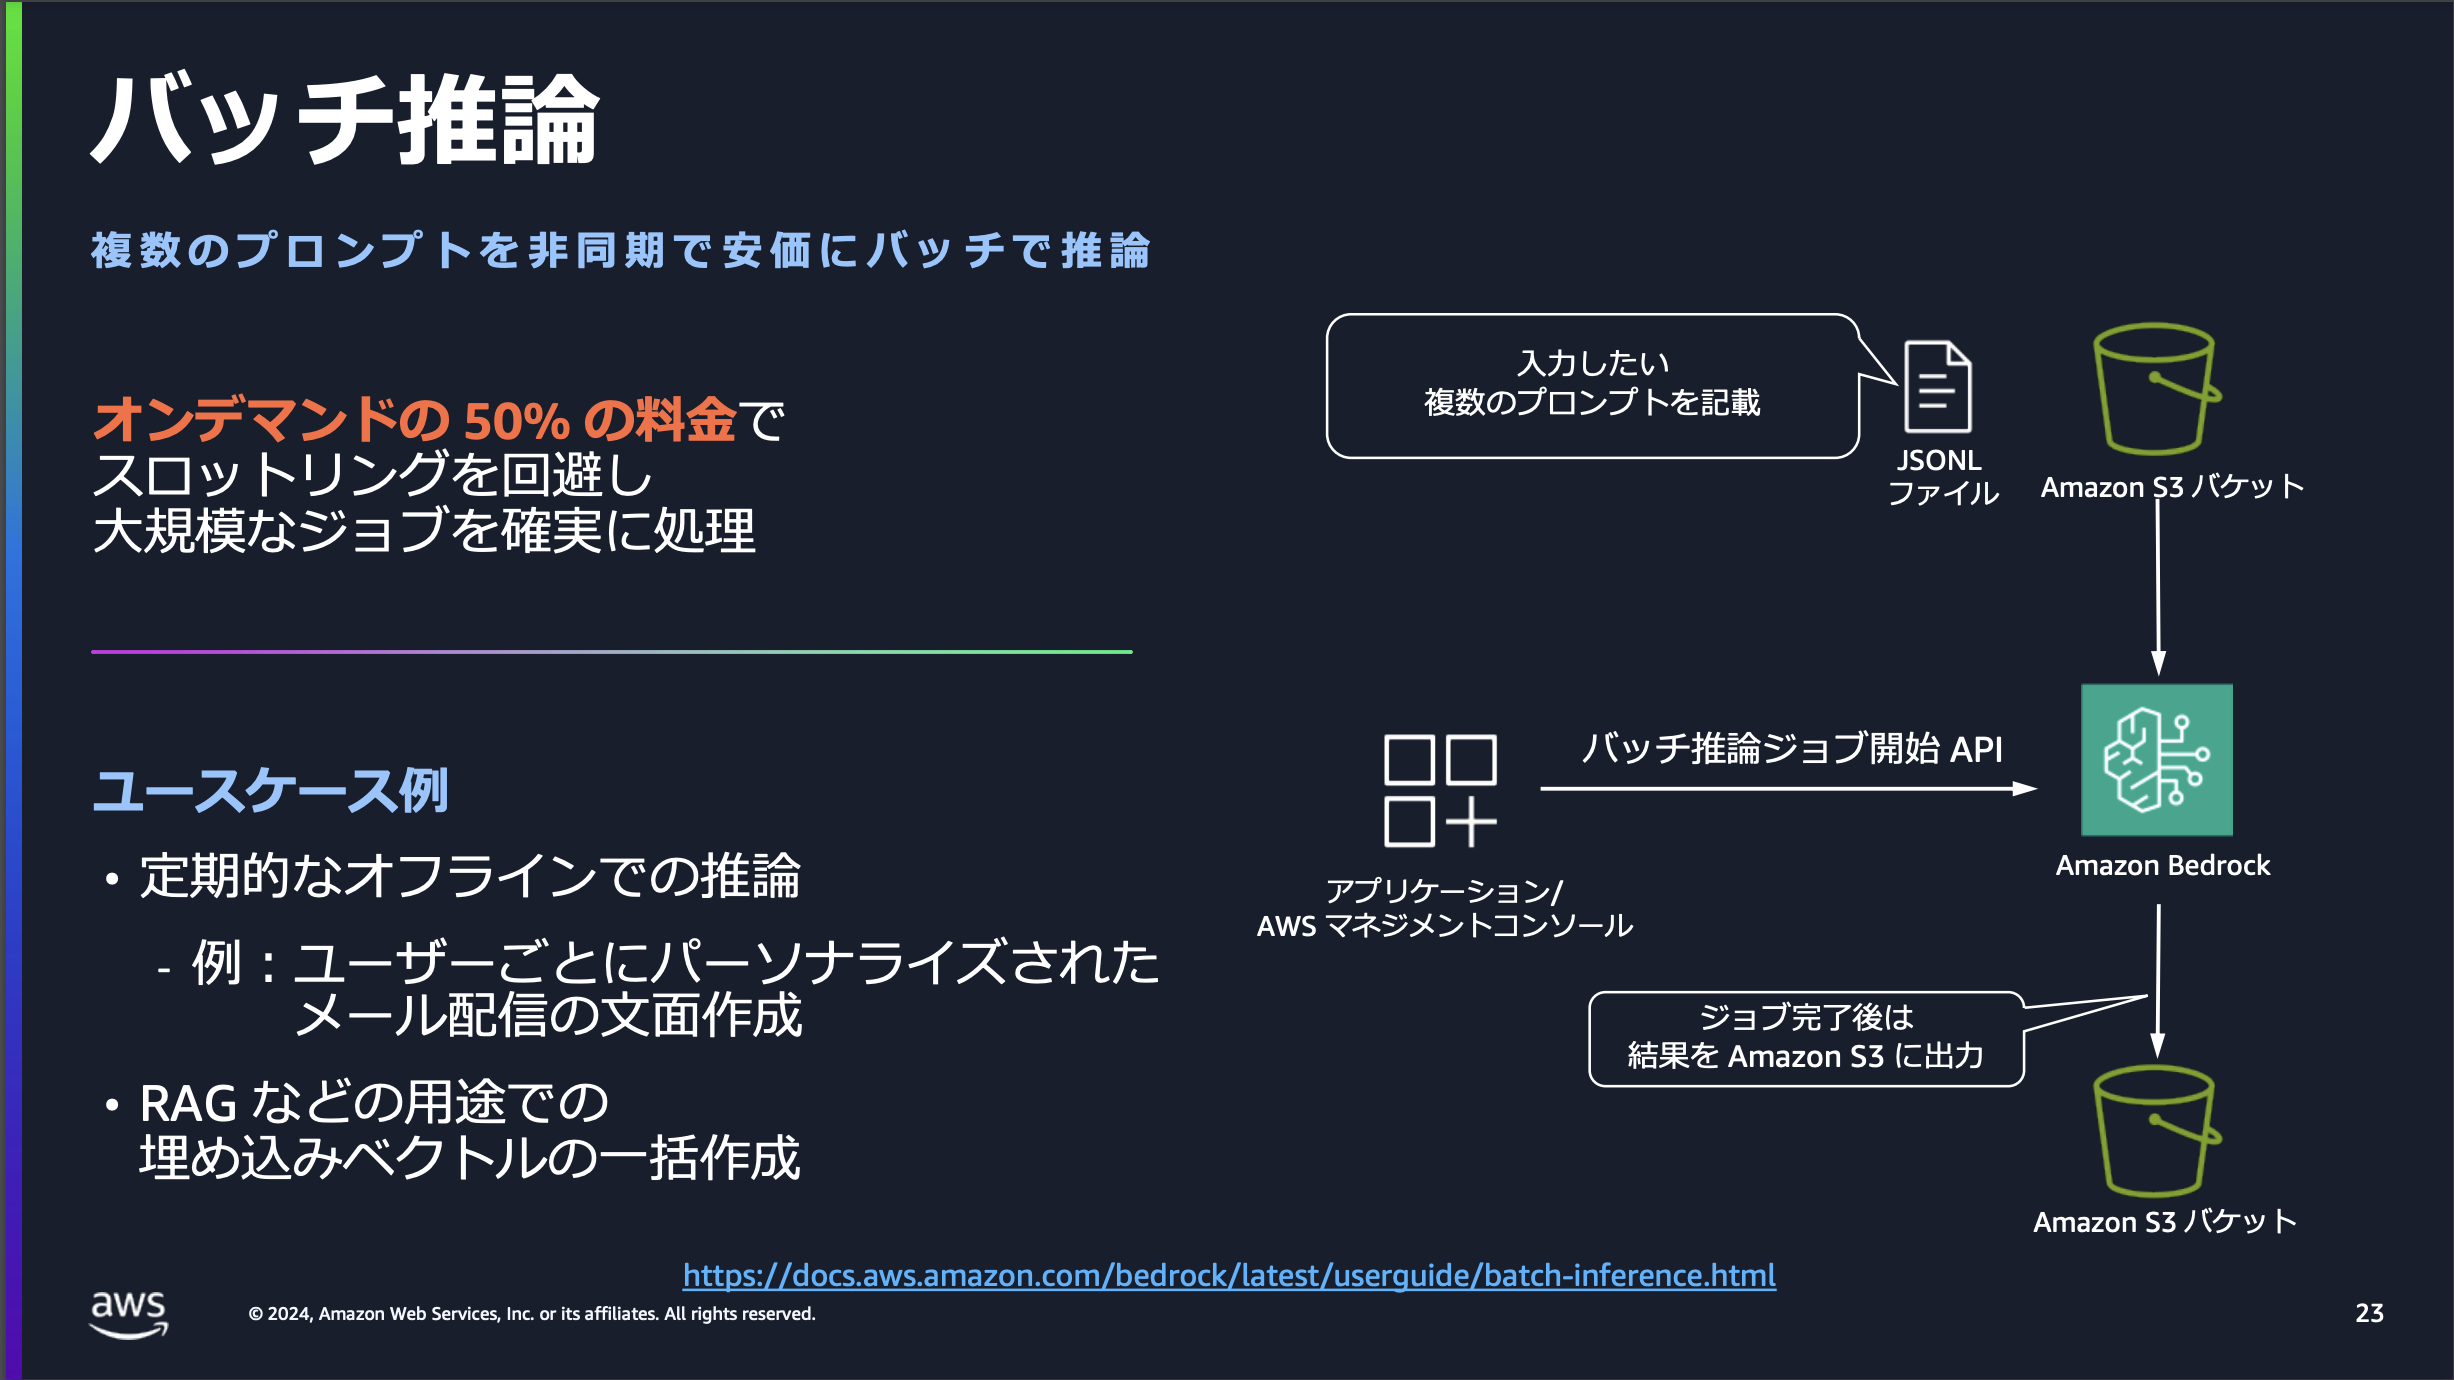 バッチ推論
複数のプロンプトを非同期で安価にバッチで推論
オンデマンドの 50% の料金で
スロットリングを回避し
大規模なジョブを確実に処理
ユースケース例
• 定期的なオフラインでの推論
- 例：ユーザーごとにパーソナライズされた
メール配信の文面作成
• RAG などの用途での
埋め込みベクトルの一括作成
入力したい
複数のプロンプトを記載
JSONL
ファイル
Amazon S3 バケット
バッチ推論ジョブ開始 API
アプリケーション/
AWS マネジメントコンソール
Amazon Bedrock
ジョブ完了後は
結果を Amazon S3 に出力
Amazon S3 バケット
https://docs.aws.amazon.com/bedrock/latest/userguide/batch-inference.html
aws
© 2024, Amazon Web Services, Inc. or its affiliates. All rights reserved.
23